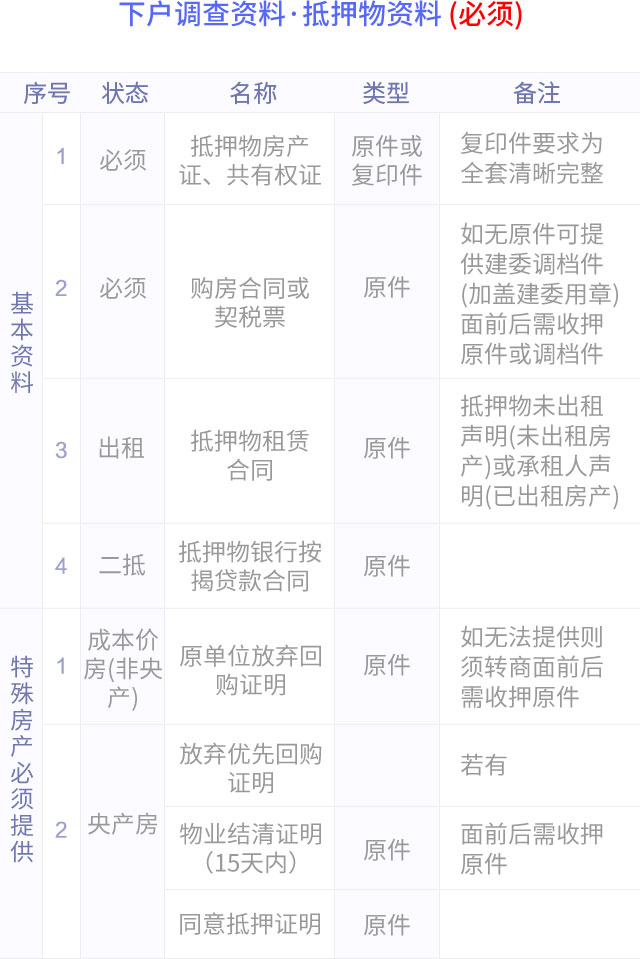 下户调查资料·抵押物资料 (必须)
序号 状态 名称 类型 备注
基本资料
1 必须
抵押物房产
证、共有权证
原件或
复印件
复印件要求为
全套清晰完整
2 必须
购房合同或
契税票
原件
如无原件可提
供建委调档件
(加盖建委用章)
面前后需收押
原件或调档件
3 出租
抵押物租赁
合同
原件
抵押物未出租
声明(未出租房
产)或承租人声
明(已出租房产)
4 二抵
抵押物银行按
揭贷款合同
原件
特殊房产必须提供
1
成本价
房(非央
产)
原单位放弃回
购证明
原件
如无法提供则
须转商面前后
需收押原件
2 央产房
放弃优先回购
证明
若有
物业结清证明
（15天内）
原件
面前后需收押
原件
同意抵押证明
原件